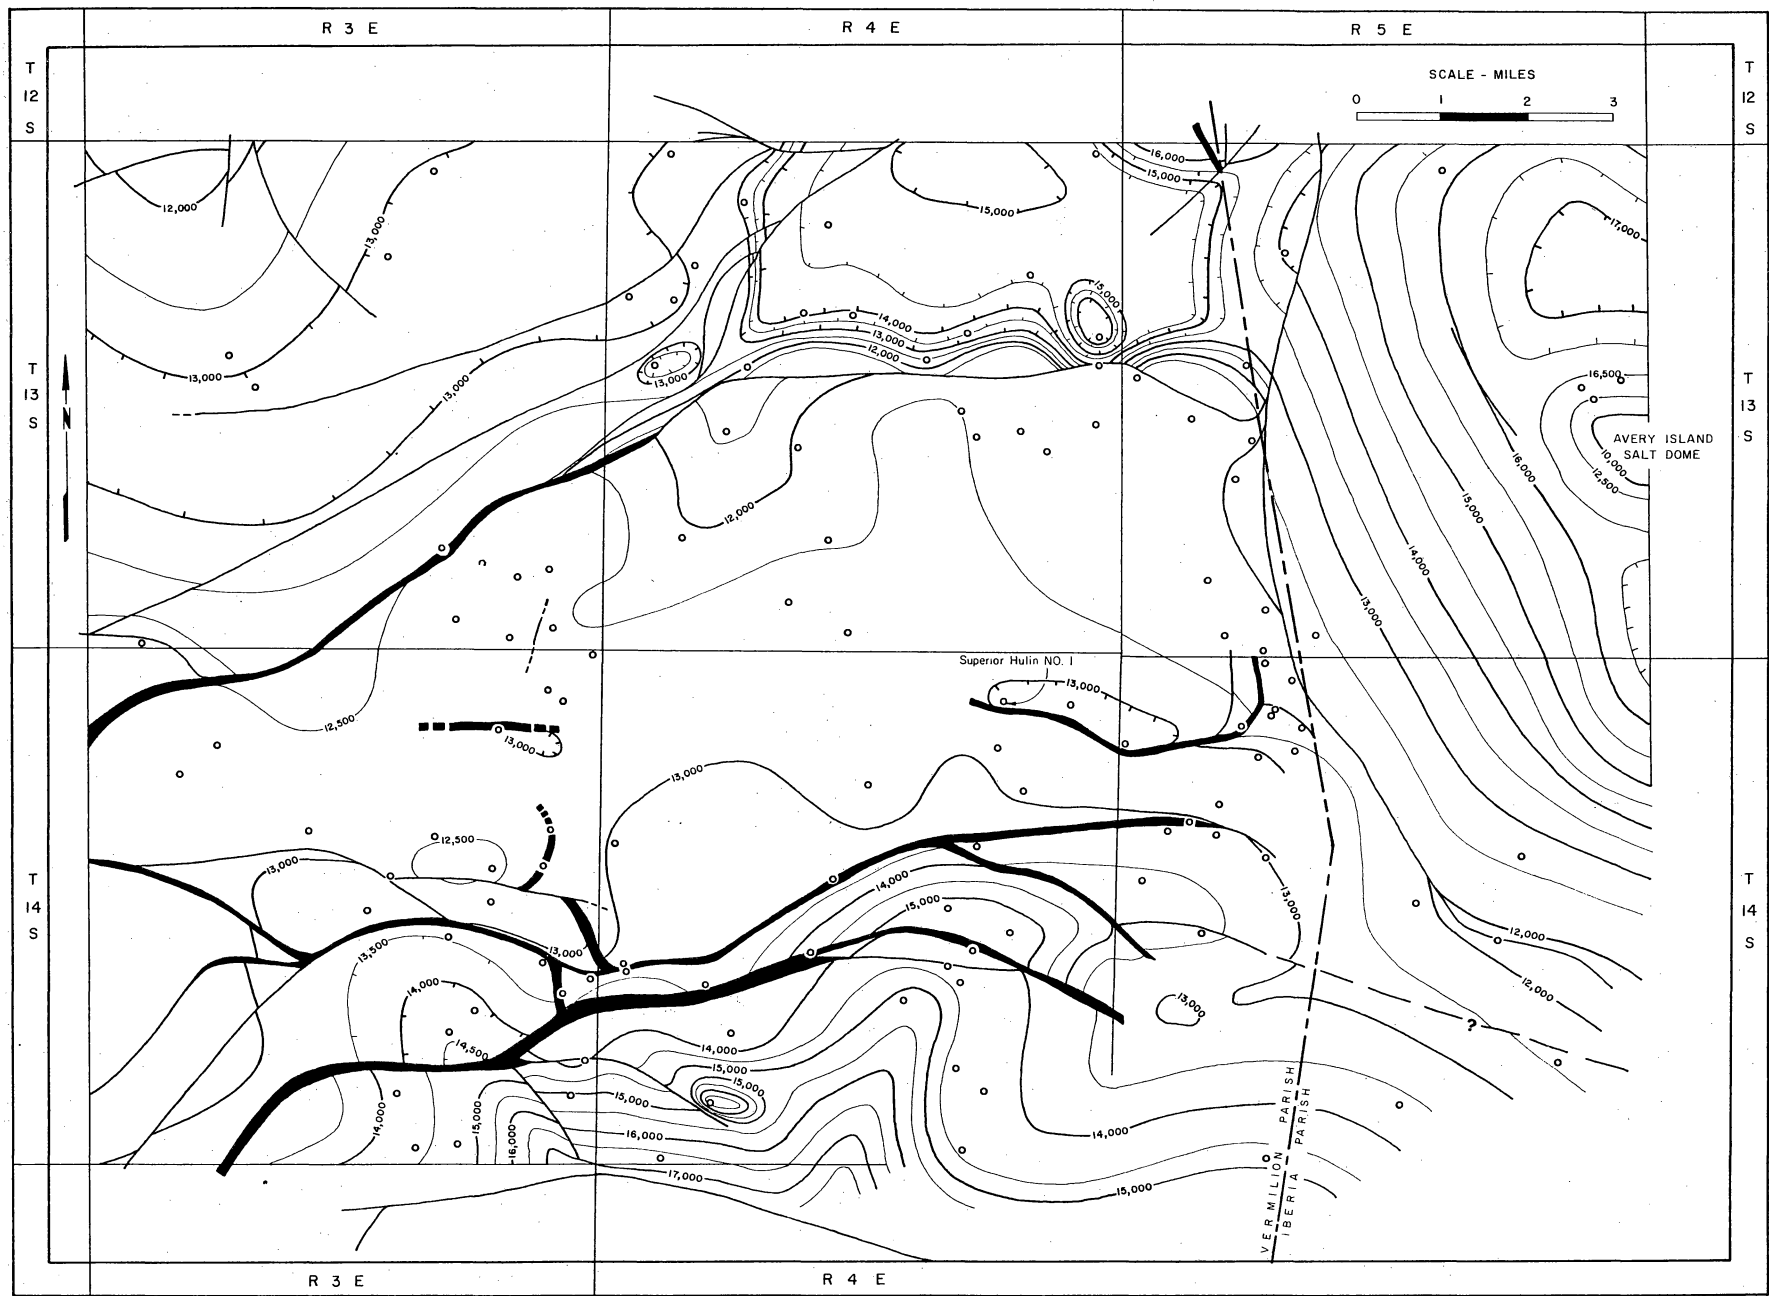 R 3 E
R 4 E
R 5 E
T
12
S
T
12
S
SCALE - MILES
0 1 2 3
16,000
15,000
12,000
13,000
15,000
17,000
15,000
14,000
13,000
12,000
13,000
13,000
13,000
16,500
T
13
S
N
T
13
S
AVERY ISLAND
SALT DOME
10,000
12,500
16,000
15,000
14,000
13,000
12,000
Superior Hulin NO. 1
13,000
12,500
13,000
13,000
12,500
13,000
14,000
15,000
13,000
T
14
S
T
14
S
12,000
13,000
13,500
14,000
12,000
13,000
?
14,500
14,000
15,000
15,000
15,000
14,000
15,000
16,000
16,000
14,000
17,000
15,000
VERMILION PARISH
IBERIA PARISH
R 3 E
R 4 E